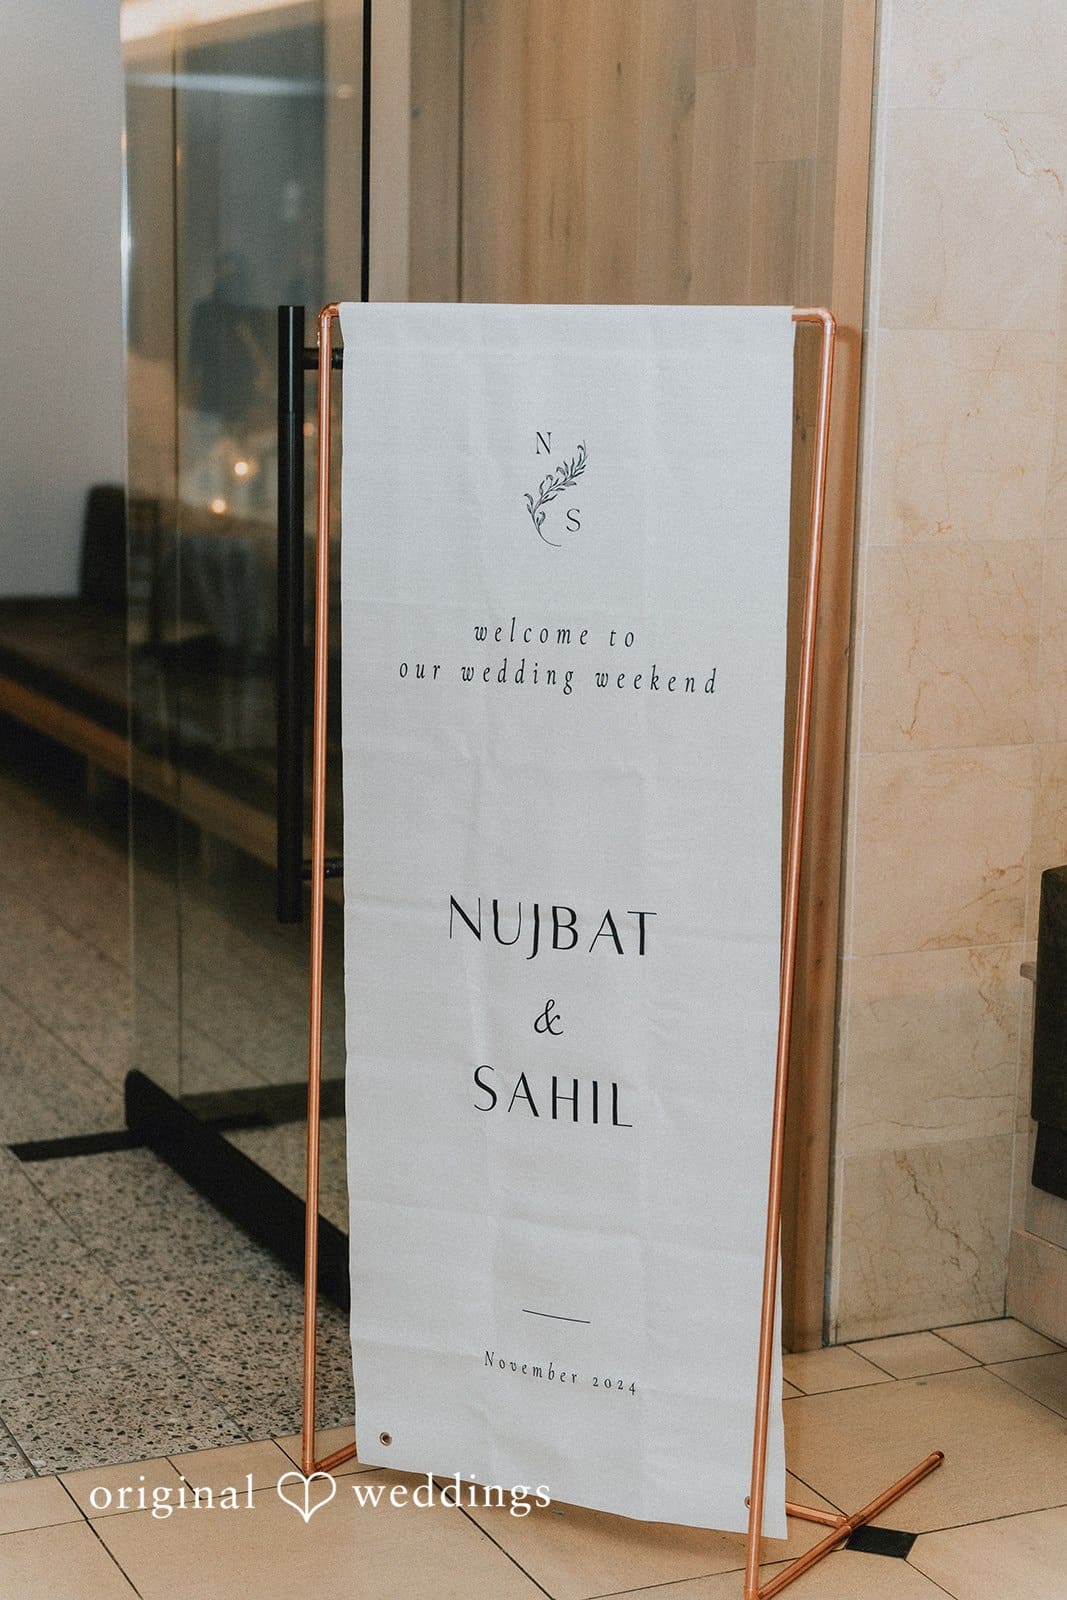 N
S
welcome to
our wedding weekend
NUJBAT
&
SAHIL
November 2024
original weddings